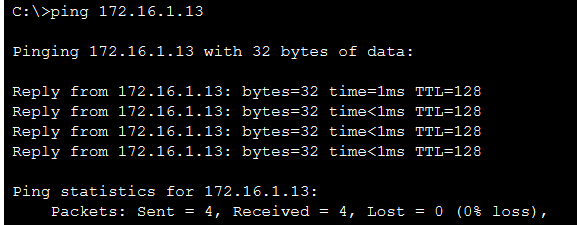 C:\>ping 172.16.1.13
Pinging 172.16.1.13 with 32 bytes of data:
Reply from 172.16.1.13: bytes=32 time=1ms TTL=128
Reply from 172.16.1.13: bytes=32 time<1ms TTL=128
Reply from 172.16.1.13: bytes=32 time<1ms TTL=128
Reply from 172.16.1.13: bytes=32 time<1ms TTL=128
Ping statistics for 172.16.1.13:
Packets: Sent = 4, Received = 4, Lost = 0 (0% loss),